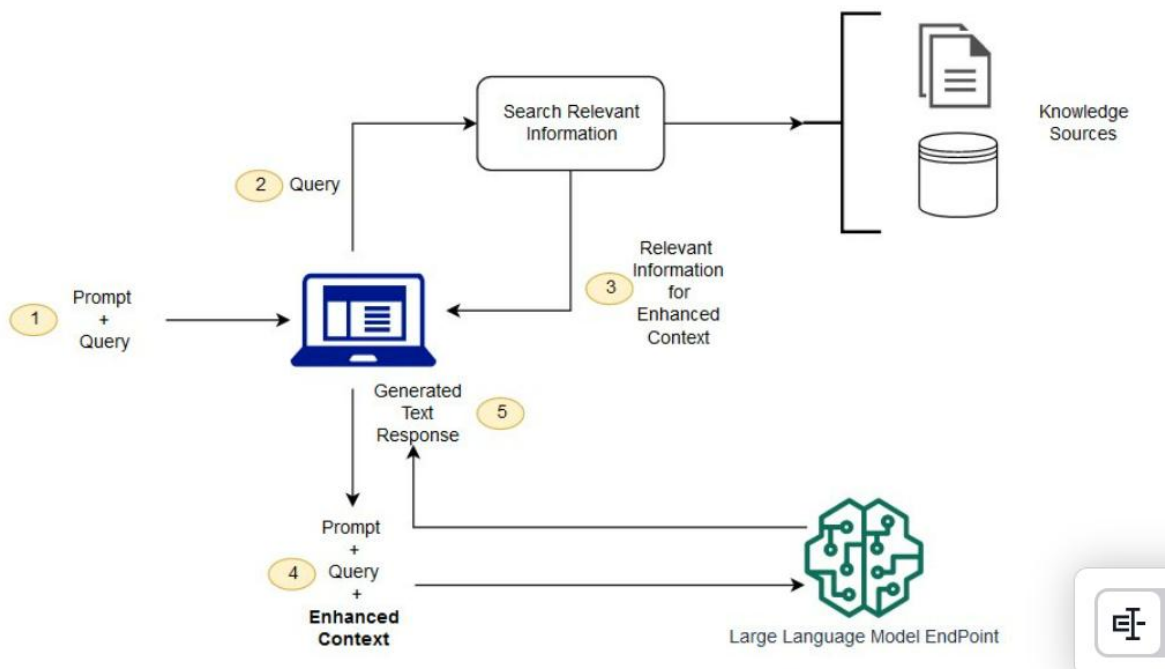 Search Relevant
Information
Knowledge
Sources
2 Query
Relevant
Information
for
Enhanced
Context
3
1
Prompt
+
Query
Generated
Text
Response
5
Prompt
+
Query
+
Enhanced
Context
4
Large Language Model EndPoint